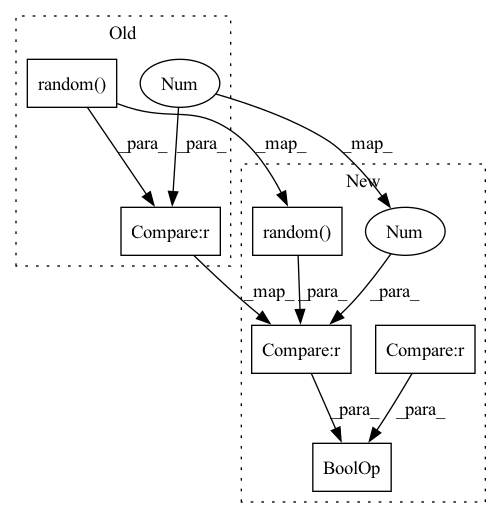 Old
random()
Num
_para_
_para_
_map_
_map_
New
Compare:r
random()
Num
_map_
_para_
_para_
Compare:r
Compare:r
_para_
_para_
BoolOp